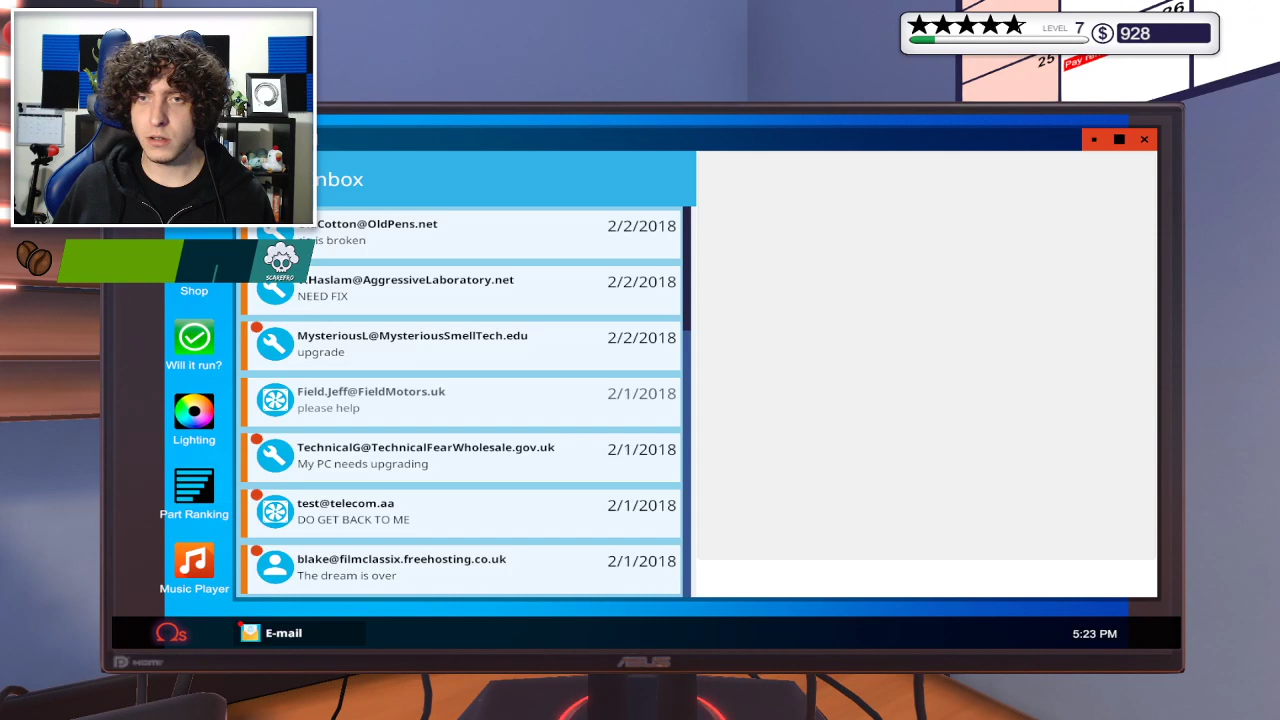 26
LEVEL 7
$ 928
25
nbox
Cotton@OldPens.net
2/2/2018
is broken
.Haslam@AggressiveLaboratory.net
2/2/2018
NEED FIX
MysteriousL@MysteriousSmellTech.edu
2/2/2018
upgrade
Field.Jeff@FieldMotors.uk
2/1/2018
please help
TechnicalG@TechnicalFearWholesale.gov.uk
2/1/2018
My PC needs upgrading
test@telecom.aa
2/1/2018
DO GET BACK TO ME
blake@filmclassix.freehosting.co.uk
2/1/2018
The dream is over
SCAREFRO
Shop
Will it run?
Lighting
Part Ranking
Music Player
Ωs
E-mail
5:23 PM
HDMI
ASUS